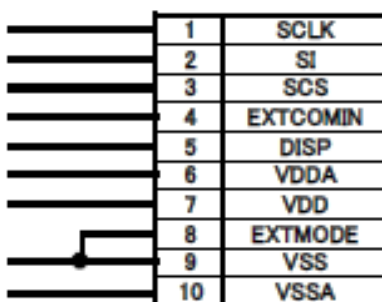 1 SCLK
2 SI
3 SCS
4 EXTCOMIN
5 DISP
6 VDDA
7 VDD
8 EXTMODE
9 VSS
10 VSSA